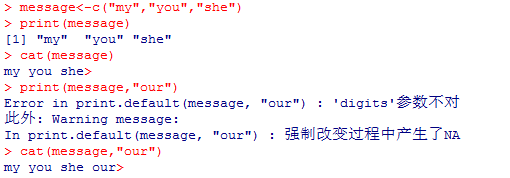 > message<-c("my","you","she")
> print(message)
[1] "my"  "you" "she"
> cat(message)
my you she>
> print(message,"our")
Error in print.default(message, "our") : 'digits'参数不对
此外: Warning message:
In print.default(message, "our") : 强制改变过程中产生了NA
> cat(message,"our")
my you she our>